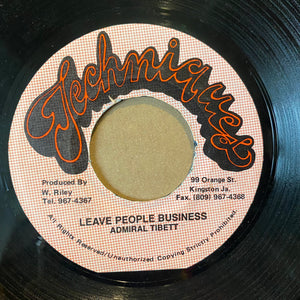 Techniques
Produced By
W. Riley
Tel. 967-4367
99 Orange St.
Kingston Ja.
Fax. (809) 967-4368
LEAVE PEOPLE BUSINESS
ADMIRAL TIBETT
All Rights Reserved/Unauthorized Copying Strictly Prohibited.